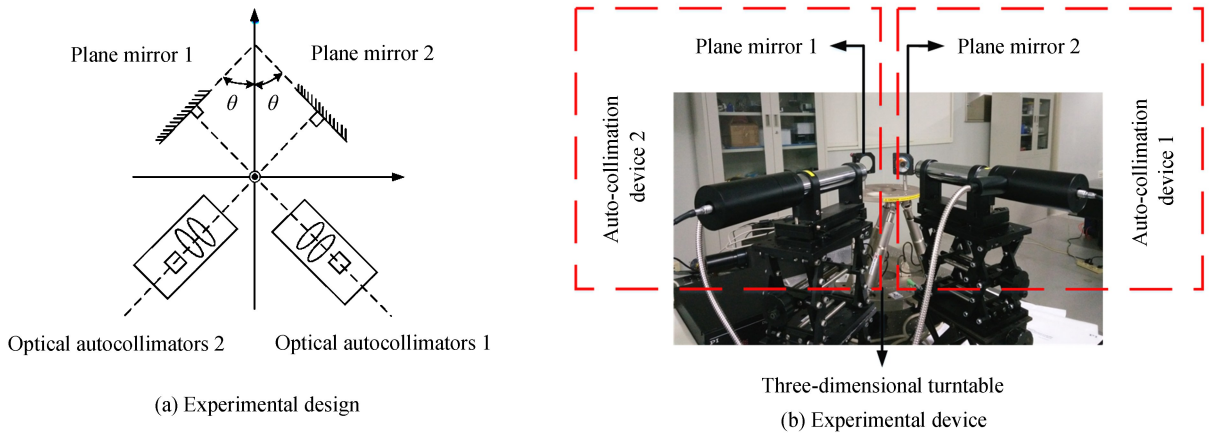 Plane mirror 1
Plane mirror 2
θ
θ
Optical autocollimators 2
Optical autocollimators 1
(a) Experimental design
Plane mirror 1
Plane mirror 2
Auto-collimation
device 2
Auto-collimation
device 1
Three-dimensional turntable
(b) Experimental device